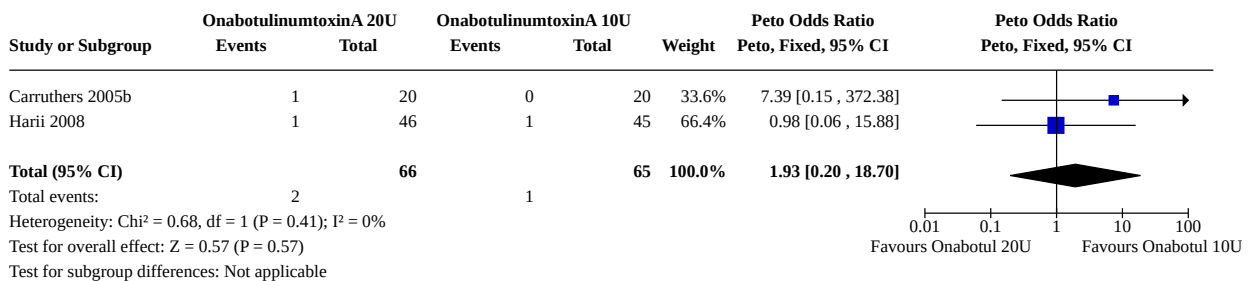 OnabotulinumtoxinA 20U OnabotulinumtoxinA 10U Peto Odds Ratio Peto Odds Ratio
Study or Subgroup Events Total Events Total Weight Peto, Fixed, 95% CI Peto, Fixed, 95% CI
Carruthers 2005b 1 20 0 20 33.6% 7.39 [0.15 , 372.38]
Harii 2008 1 46 1 45 66.4% 0.98 [0.06 , 15.88]
Total (95% CI) 66 65 100.0% 1.93 [0.20 , 18.70]
Total events: 2 1
Heterogeneity: Chi² = 0.68, df = 1 (P = 0.41); I² = 0%
0.01 0.1 1 10 100
Test for overall effect: Z = 0.57 (P = 0.57) Favours Onabotul 20U Favours Onabotul 10U
Test for subgroup differences: Not applicable